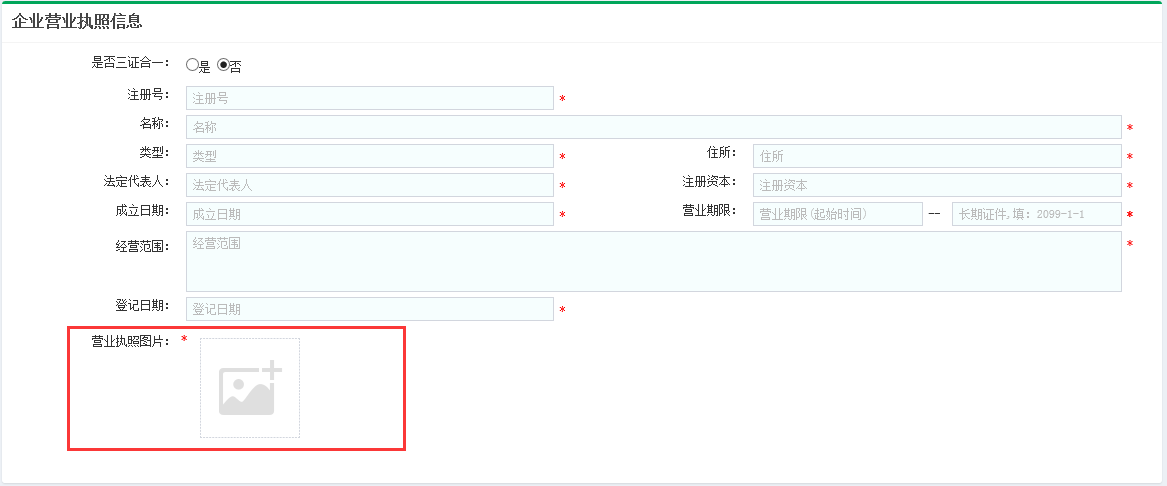 企业营业执照信息
是否三证合一： 是 否
注册号： 注册号 *
名称： 名称 *
类型： 类型 * 住所： 住所 *
法定代表人： 法定代表人 * 注册资本： 注册资本 *
成立日期： 成立日期 * 营业期限： 营业期限(起始时间) -- 长期证件,填：2099-1-1 *
经营范围： 经营范围 *
登记日期： 登记日期 *
营业执照图片： *